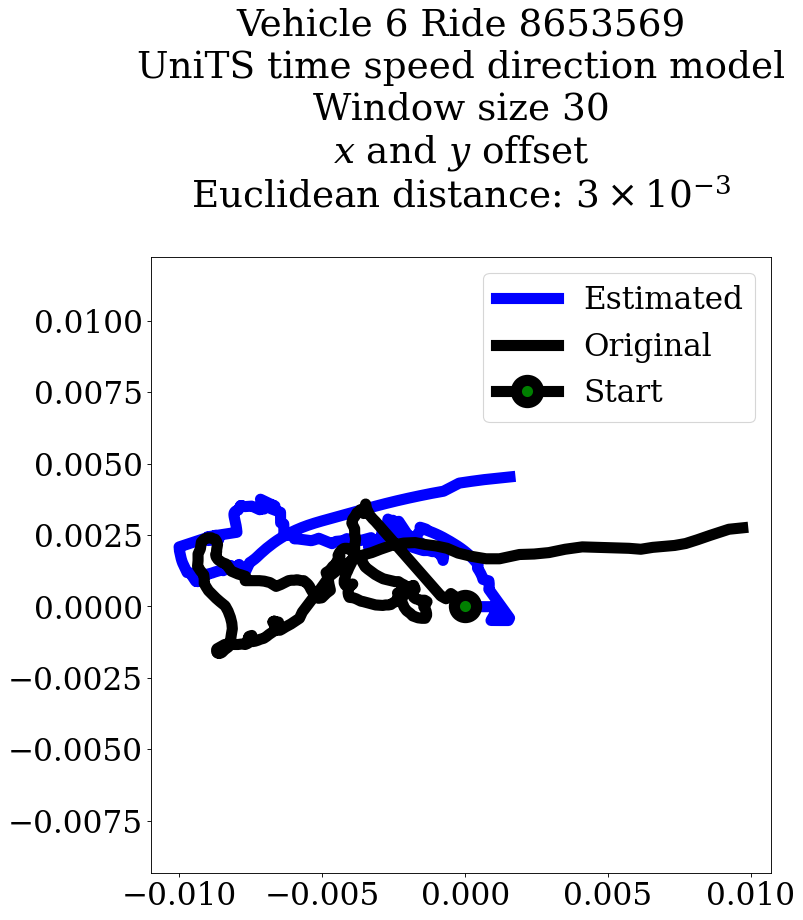 Vehicle 6 Ride 8653569
UniTS time speed direction model
Window size 30
x and y offset
Euclidean distance: 3 × 10⁻³
Estimated
Original
Start
0.0100
0.0075
0.0050
0.0025
0.0000
−0.0025
−0.0050
−0.0075
−0.010 −0.005 0.000 0.005 0.010